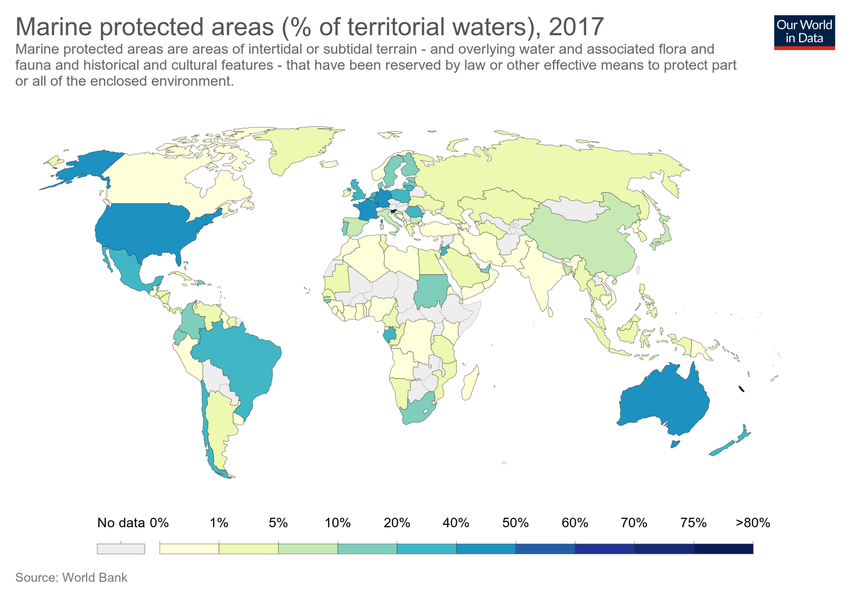 Marine protected areas (% of territorial waters), 2017
Our World
in Data
Marine protected areas are areas of intertidal or subtidal terrain - and overlying water and associated flora and
fauna and historical and cultural features - that have been reserved by law or other effective means to protect part
or all of the enclosed environment.
No data 0% 1% 5% 10% 20% 40% 50% 60% 70% 75% >80%
Source: World Bank